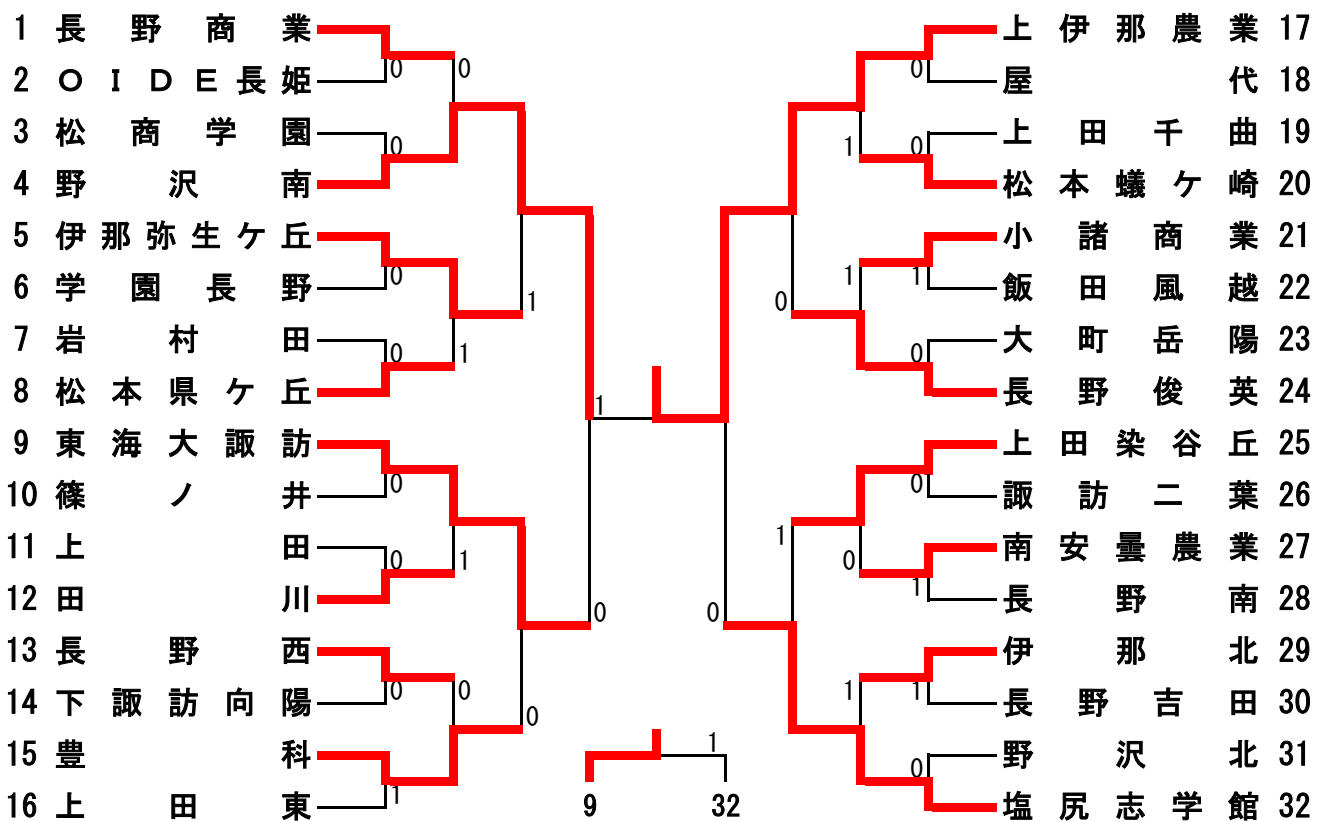 1 長野商業
2 ＯＩＤＥ長姫
3 松商学園
4 野沢南
5 伊那弥生ケ丘
6 学園長野
7 岩村田
8 松本県ケ丘
9 東海大諏訪
10 篠ノ井
11 上田
12 田川
13 長野西
14 下諏訪向陽
15 豊科
16 上田東
0
0
0
0
0
0
0
1
0
1
1
0
1
0
1
0
1
9
32
0
0
1
0
0
1
0
1
0
1
1
0
1
0
1
0
上伊那農業 17
屋代 18
上田千曲 19
松本蟻ケ崎 20
小諸商業 21
飯田風越 22
大町岳陽 23
長野俊英 24
上田染谷丘 25
諏訪二葉 26
南安曇農業 27
長野南 28
伊那北 29
長野吉田 30
野沢北 31
塩尻志学館 32